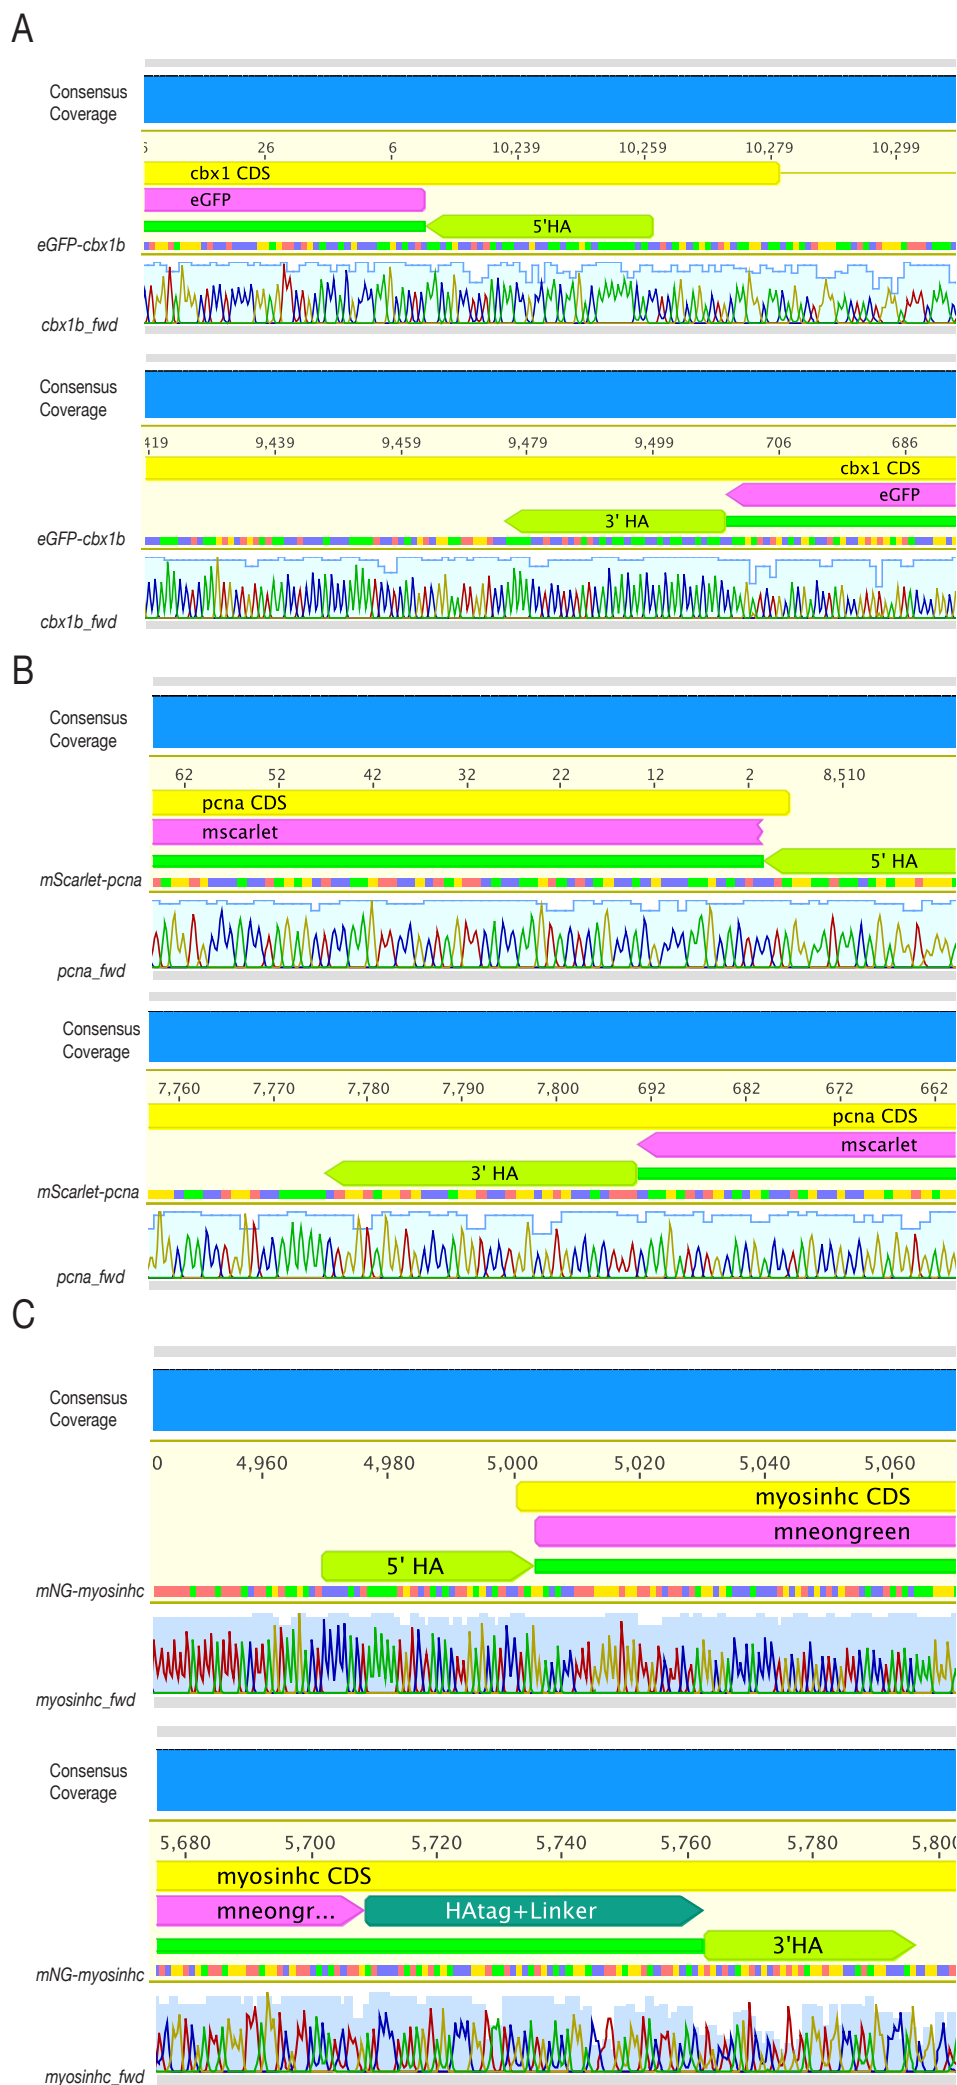 A
Consensus
Coverage
26 6 10,239 10,259 10,279 10,299
cbx1 CDS
eGFP
5'HA
eGFP-cbx1b
cbx1b_fwd
Consensus
Coverage
419 9,439 9,459 9,479 9,499 706 686
cbx1 CDS
eGFP
3' HA
eGFP-cbx1b
cbx1b_fwd
B
Consensus
Coverage
62 52 42 32 22 12 2 8,510
pcna CDS
mscarlet
5' HA
mScarlet-pcna
pcna_fwd
Consensus
Coverage
7,760 7,770 7,780 7,790 7,800 692 682 672 662
pcna CDS
mscarlet
3' HA
mScarlet-pcna
pcna_fwd
C
Consensus
Coverage
0 4,960 4,980 5,000 5,020 5,040 5,060
myosinhc CDS
mneongreen
5' HA
mNG-myosinhc
myosinhc_fwd
Consensus
Coverage
5,680 5,700 5,720 5,740 5,760 5,780 5,800
myosinhc CDS
mneongr... HAtag+Linker
3'HA
mNG-myosinhc
myosinhc_fwd